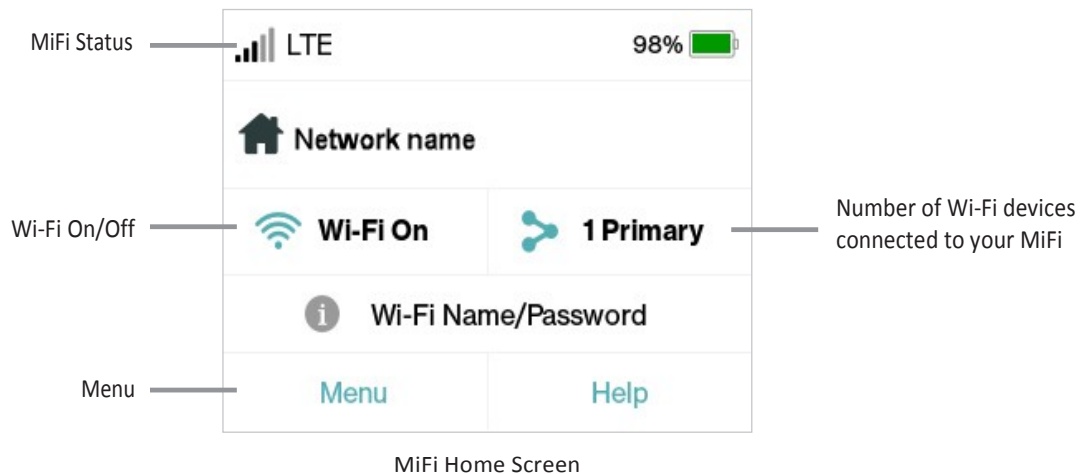 MiFi Status
LTE
98%
Network name
Wi-Fi On/Off
Wi-Fi On
1 Primary
Number of Wi-Fi devices
connected to your MiFi
i
Wi-Fi Name/Password
Menu
Menu
Help
MiFi Home Screen